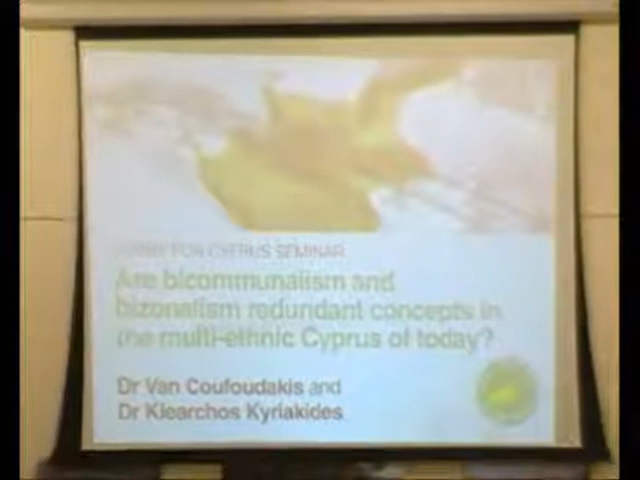 FOR CYPRUS SEMINAR
Are bicommunalism and
bizonalism redundant concepts in
the multi-ethnic Cyprus of today?
Dr Van Coufoudakis and
Dr Klearchos Kyriakides